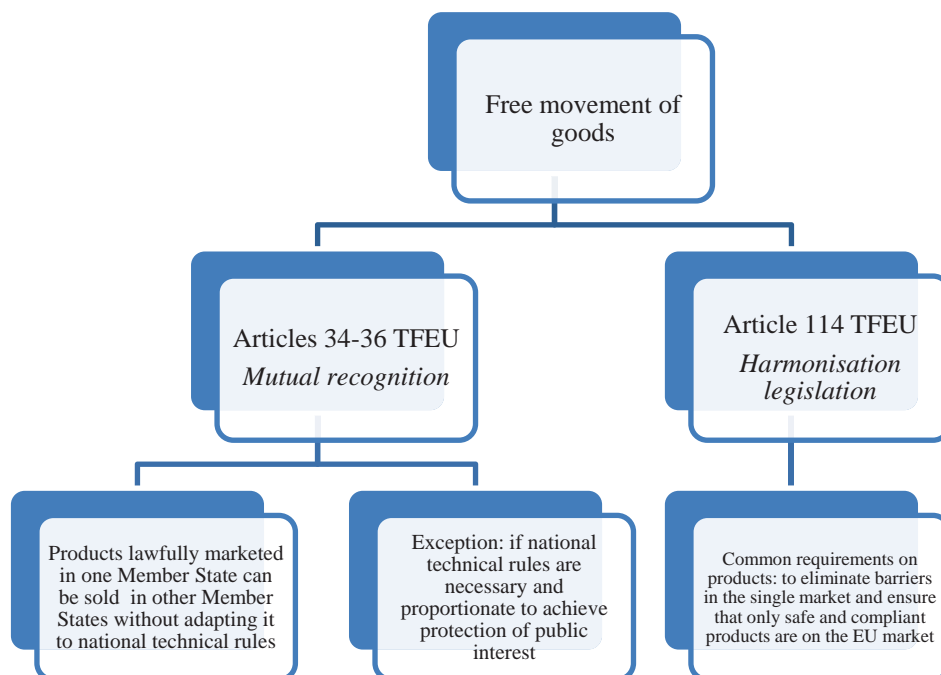 Free movement of
goods
Articles 34-36 TFEU
Mutual recognition
Article 114 TFEU
Harmonisation
legislation
Products lawfully marketed
in one Member State can
be sold in other Member
States without adapting it
to national technical rules
Exception: if national
technical rules are
necessary and
proportionate to achieve
protection of public
interest
Common requirements on
products: to eliminate barriers
in the single market and ensure
that only safe and compliant
products are on the EU market